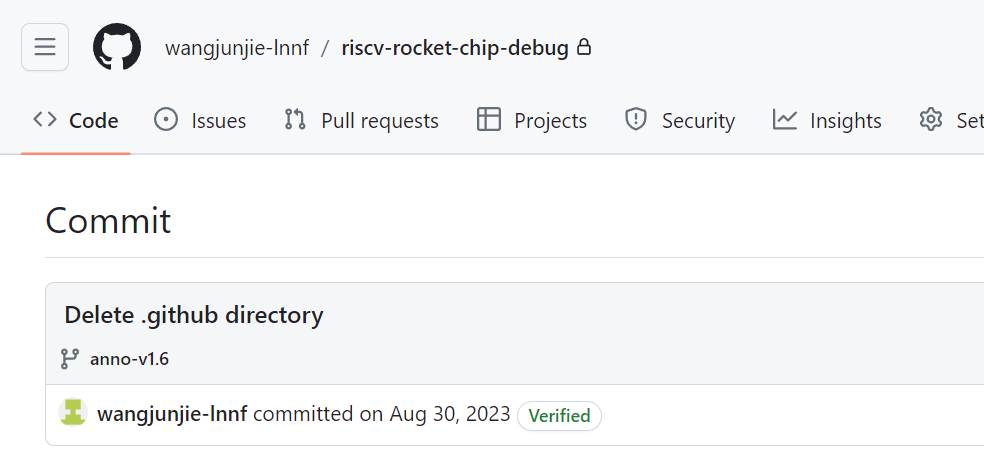 wangjunjie-lnnf / riscv-rocket-chip-debug
Code Issues Pull requests Projects Security Insights Set
Commit
Delete .github directory
anno-v1.6
wangjunjie-lnnf committed on Aug 30, 2023 Verified